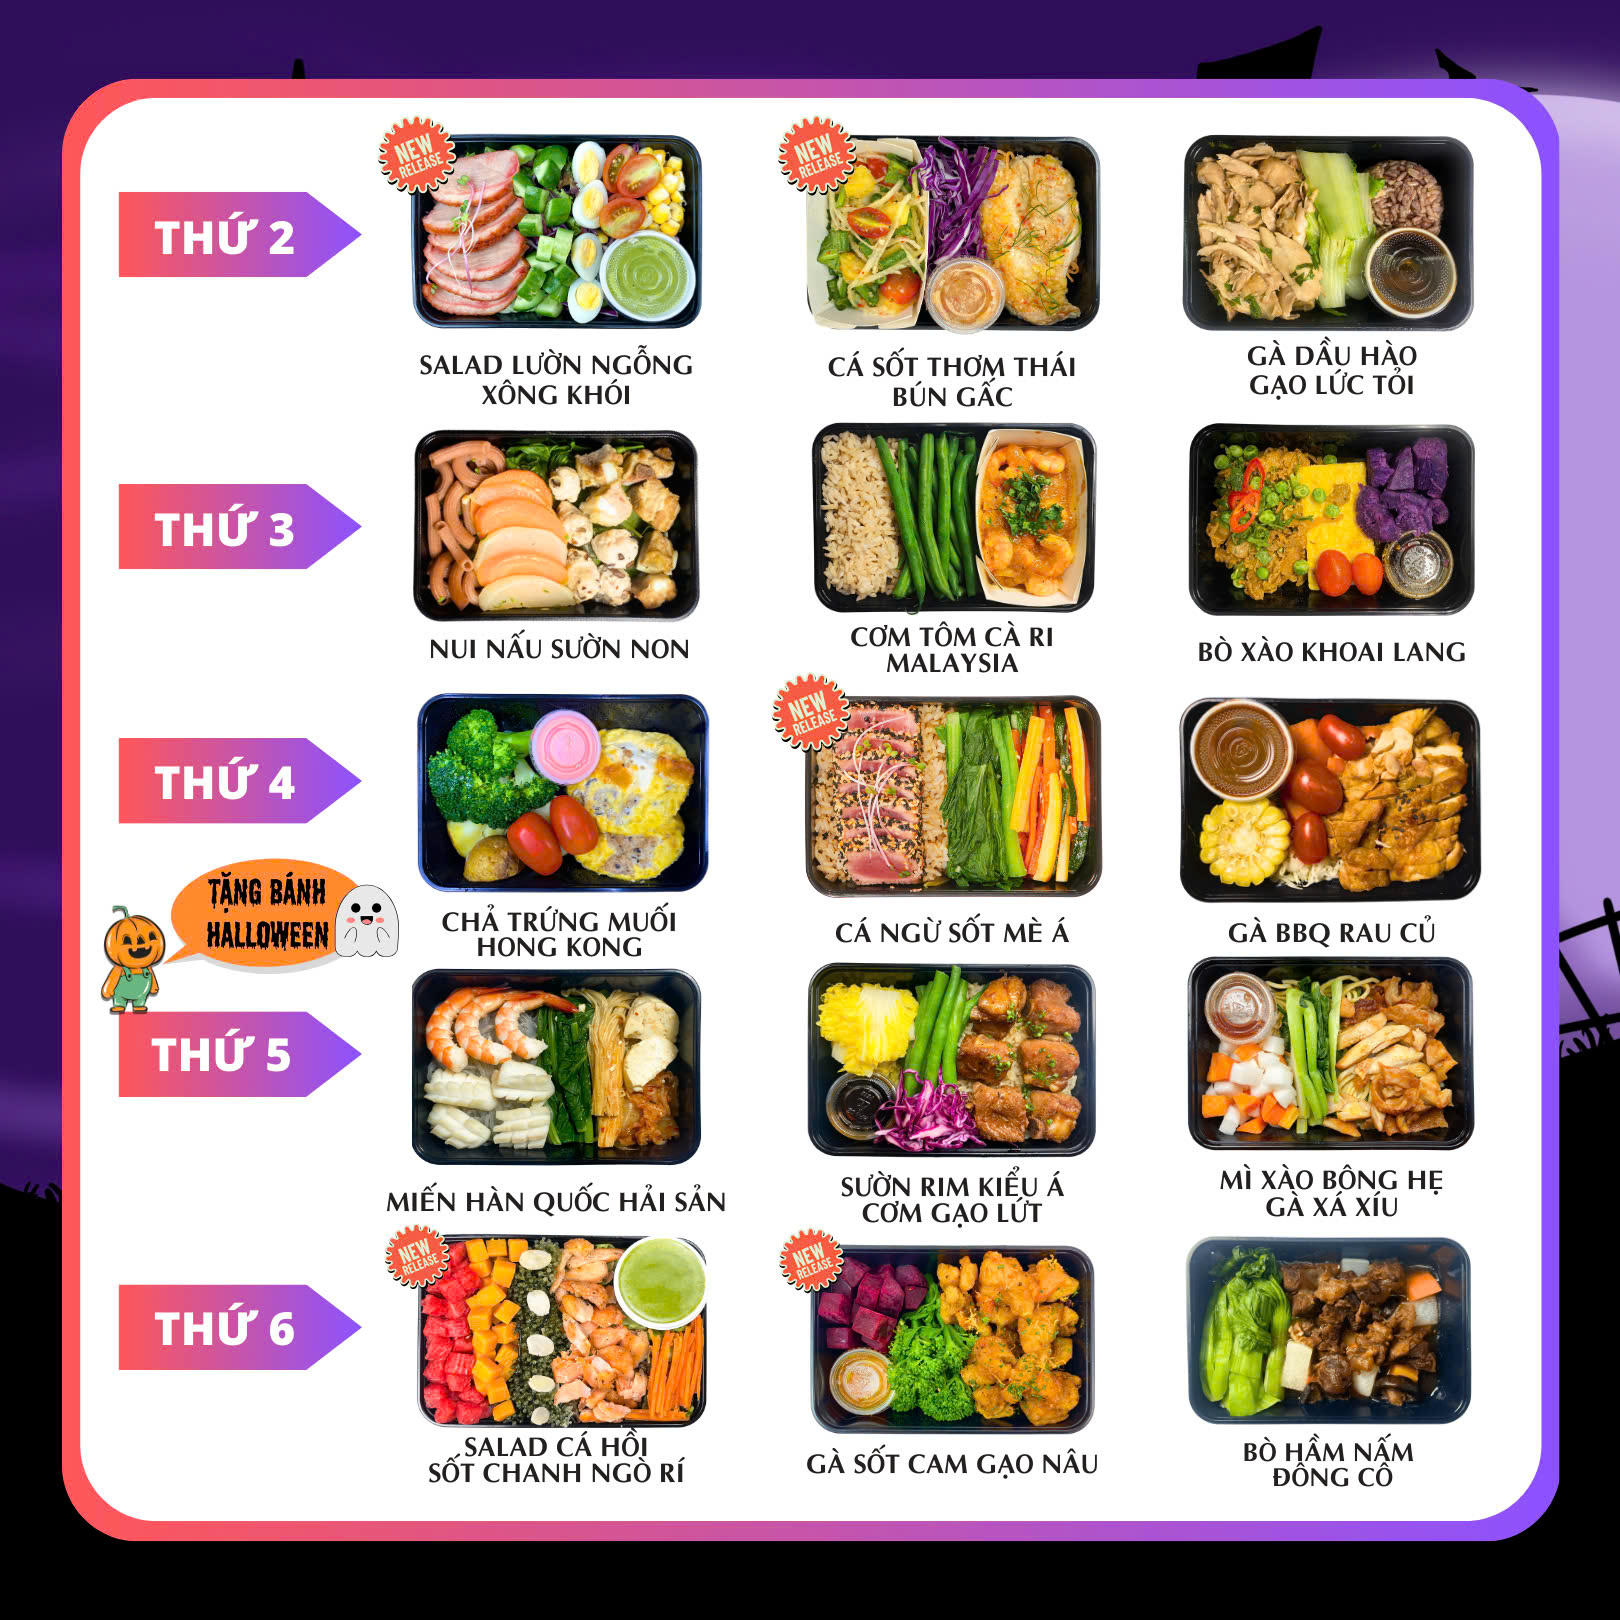 THỨ 2
NEW
RELEASE
SALAD LƯỜN NGỖNG
XÔNG KHÓI
NEW
RELEASE
CÁ SỐT THƠM THÁI
BÚN GẤC
GÀ DẦU HÀO
GẠO LỨC TỎI
THỨ 3
NUI NẤU SƯỜN NON
CƠM TÔM CÀ RI
MALAYSIA
BÒ XÀO KHOAI LANG
THỨ 4
CHẢ TRỨNG MUỐI
HONG KONG
NEW
RELEASE
CÁ NGỪ SỐT MÈ Á
GÀ BBQ RAU CỦ
TẶNG BÁNH
HALLOWEEN
THỨ 5
MIẾN HÀN QUỐC HẢI SẢN
SƯỜN RIM KIỂU Á
CƠM GẠO LỨT
MÌ XÀO BÔNG HẸ
GÀ XÁ XÍU
THỨ 6
NEW
RELEASE
SALAD CÁ HỒI
SỐT CHANH NGÒ RÍ
NEW
RELEASE
GÀ SỐT CAM GẠO NÂU
BÒ HẦM NẤM
ĐÔNG CÔ